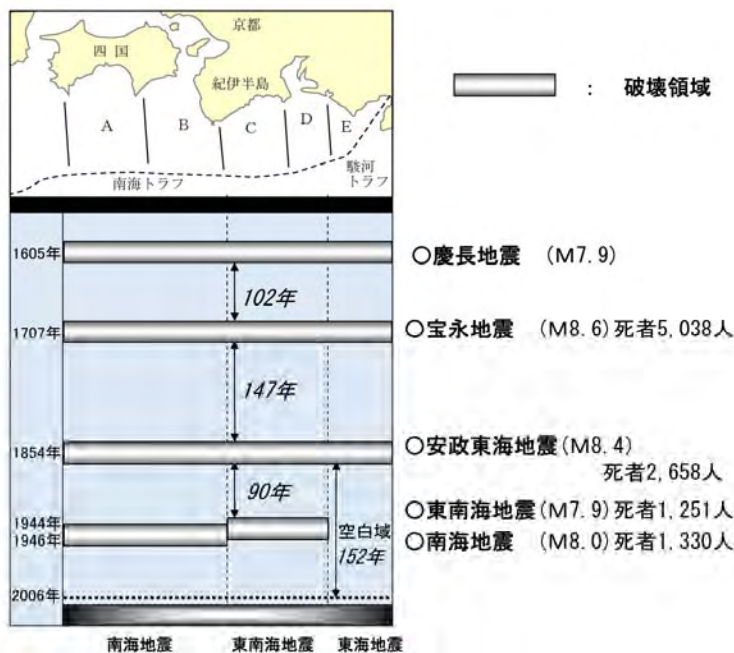 京都
四国
紀伊半島
A
B
C
D
E
駿河
トラフ
南海トラフ
: 破壊領域
1605年
○慶長地震 (M7.9)
102年
1707年
○宝永地震 (M8.6)死者5,038人
147年
1854年
○安政東海地震(M8.4)
死者2,658人
90年
1944年
○東南海地震(M7.9)死者1,251人
1946年
○南海地震 (M8.0)死者1,330人
空白域
152年
2006年
南海地震
東南海地震
東海地震